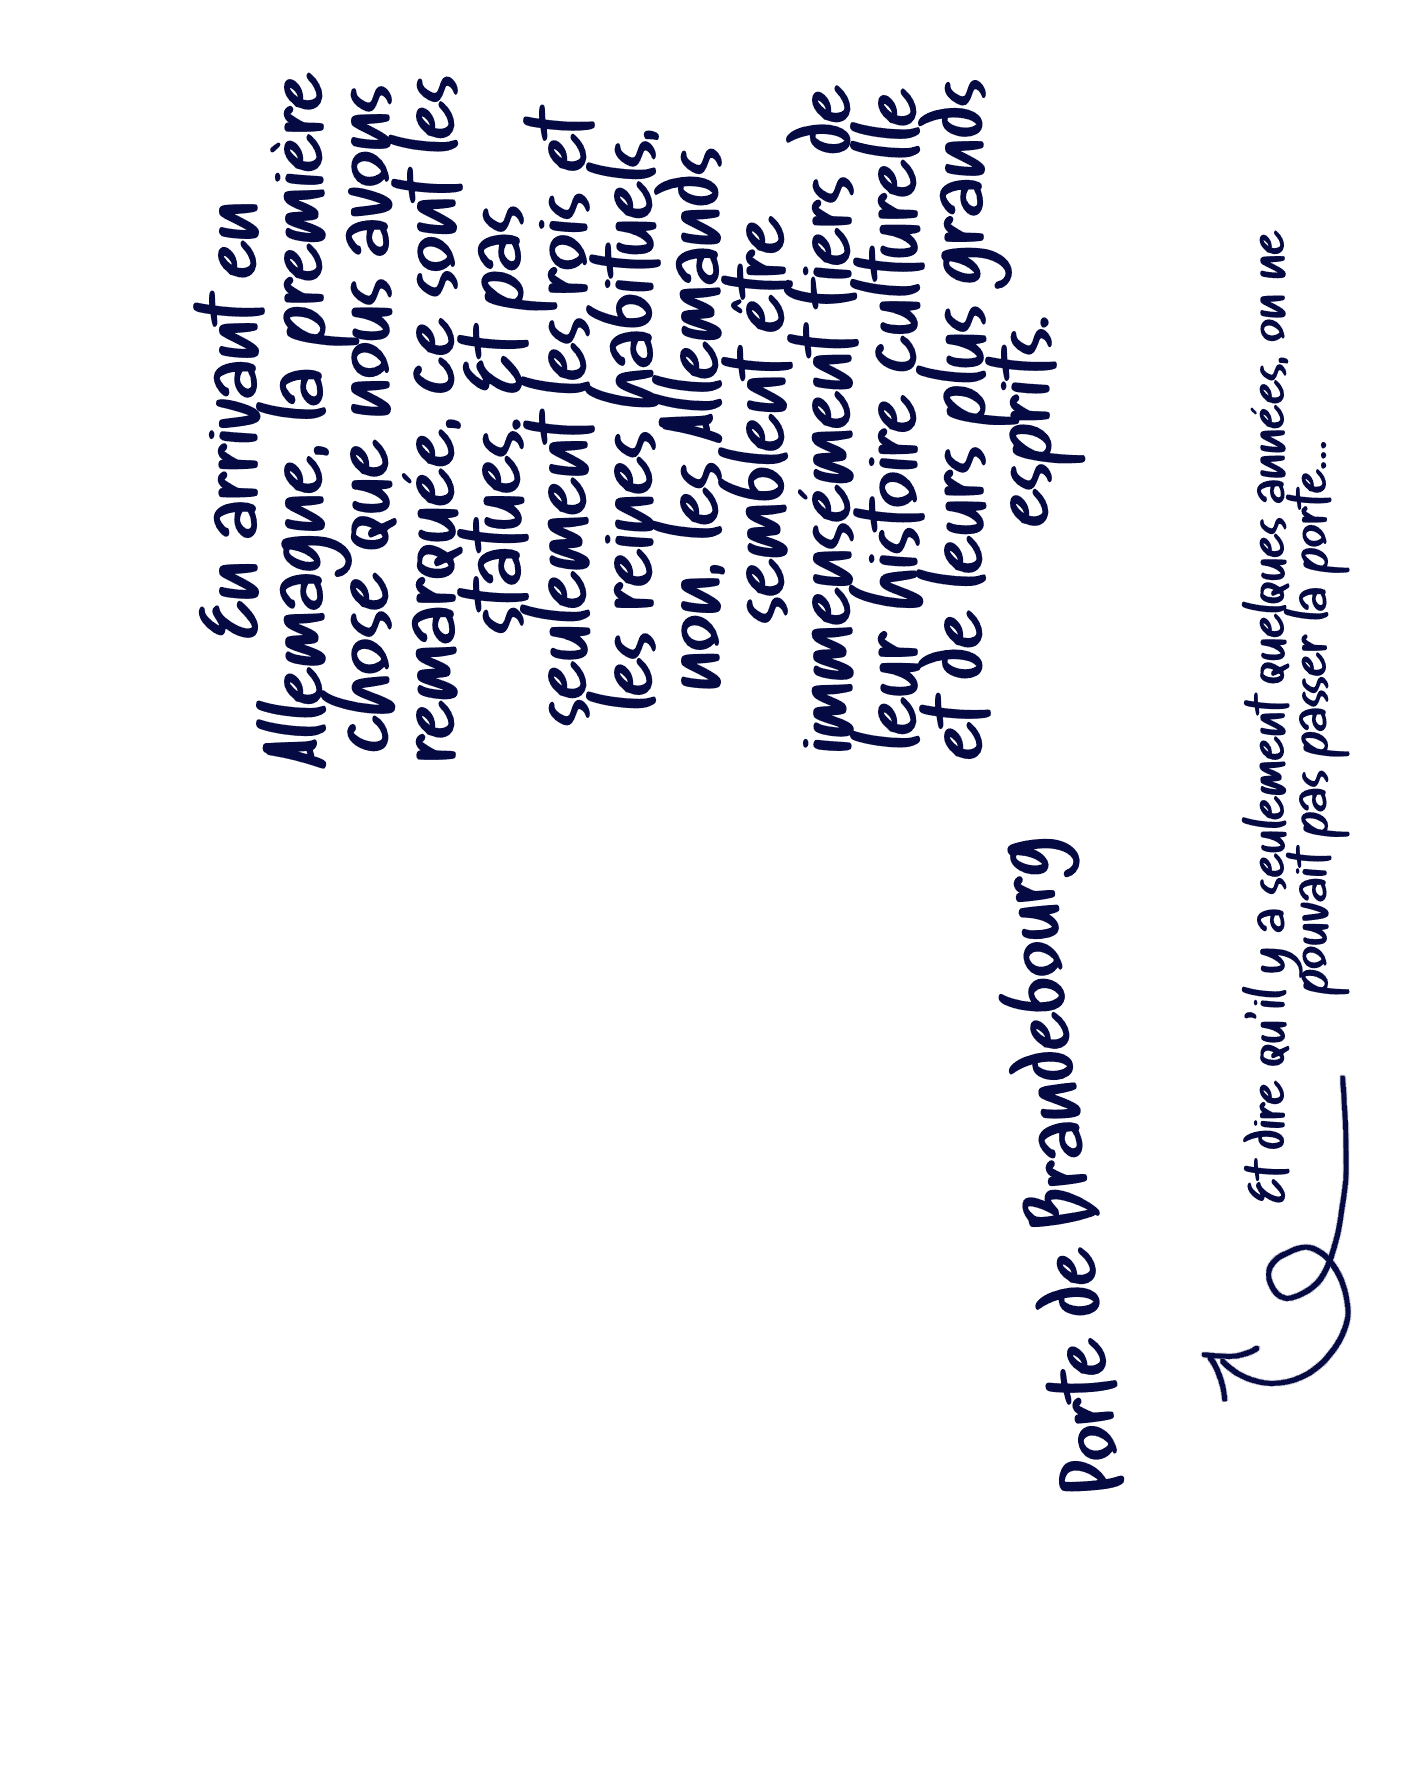 En arrivant en
Allemagne, la première
chose que nous avons
remarquée, ce sont les
statues. Et pas
seulement les rois et
les reines habituels,
non, les Allemands
semblent être
immensément tiers de
leur histoire culturelle
et de leurs plus grands
esprits.
Porte de Brandebourg
Et dire qu'il y a seulement quelques années, on ne
pouvait pas passer la porte...